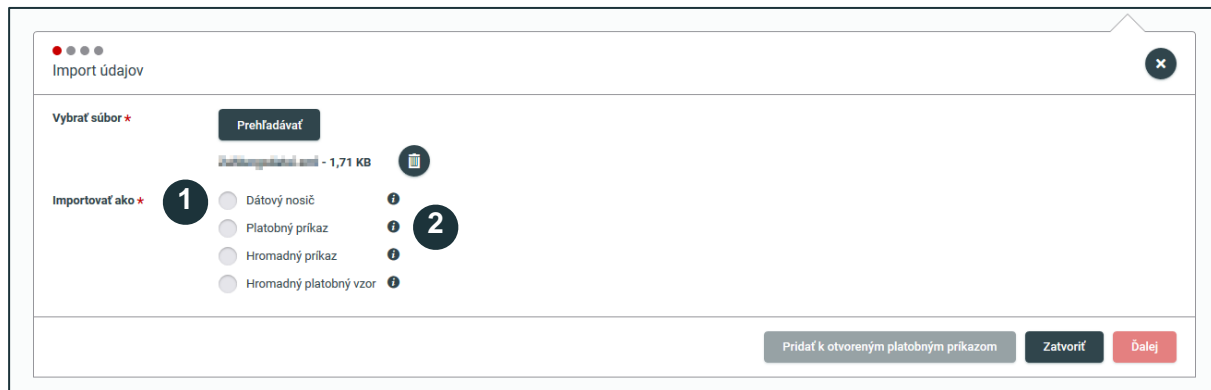 Import údajov
Vybrať súbor *
Prehľadávať
- 1,71 KB
Importovať ako *
1
Dátový nosič
Platobný príkaz
2
Hromadný príkaz
Hromadný platobný vzor
Pridať k otvoreným platobným príkazom
Zatvoriť
Ďalej